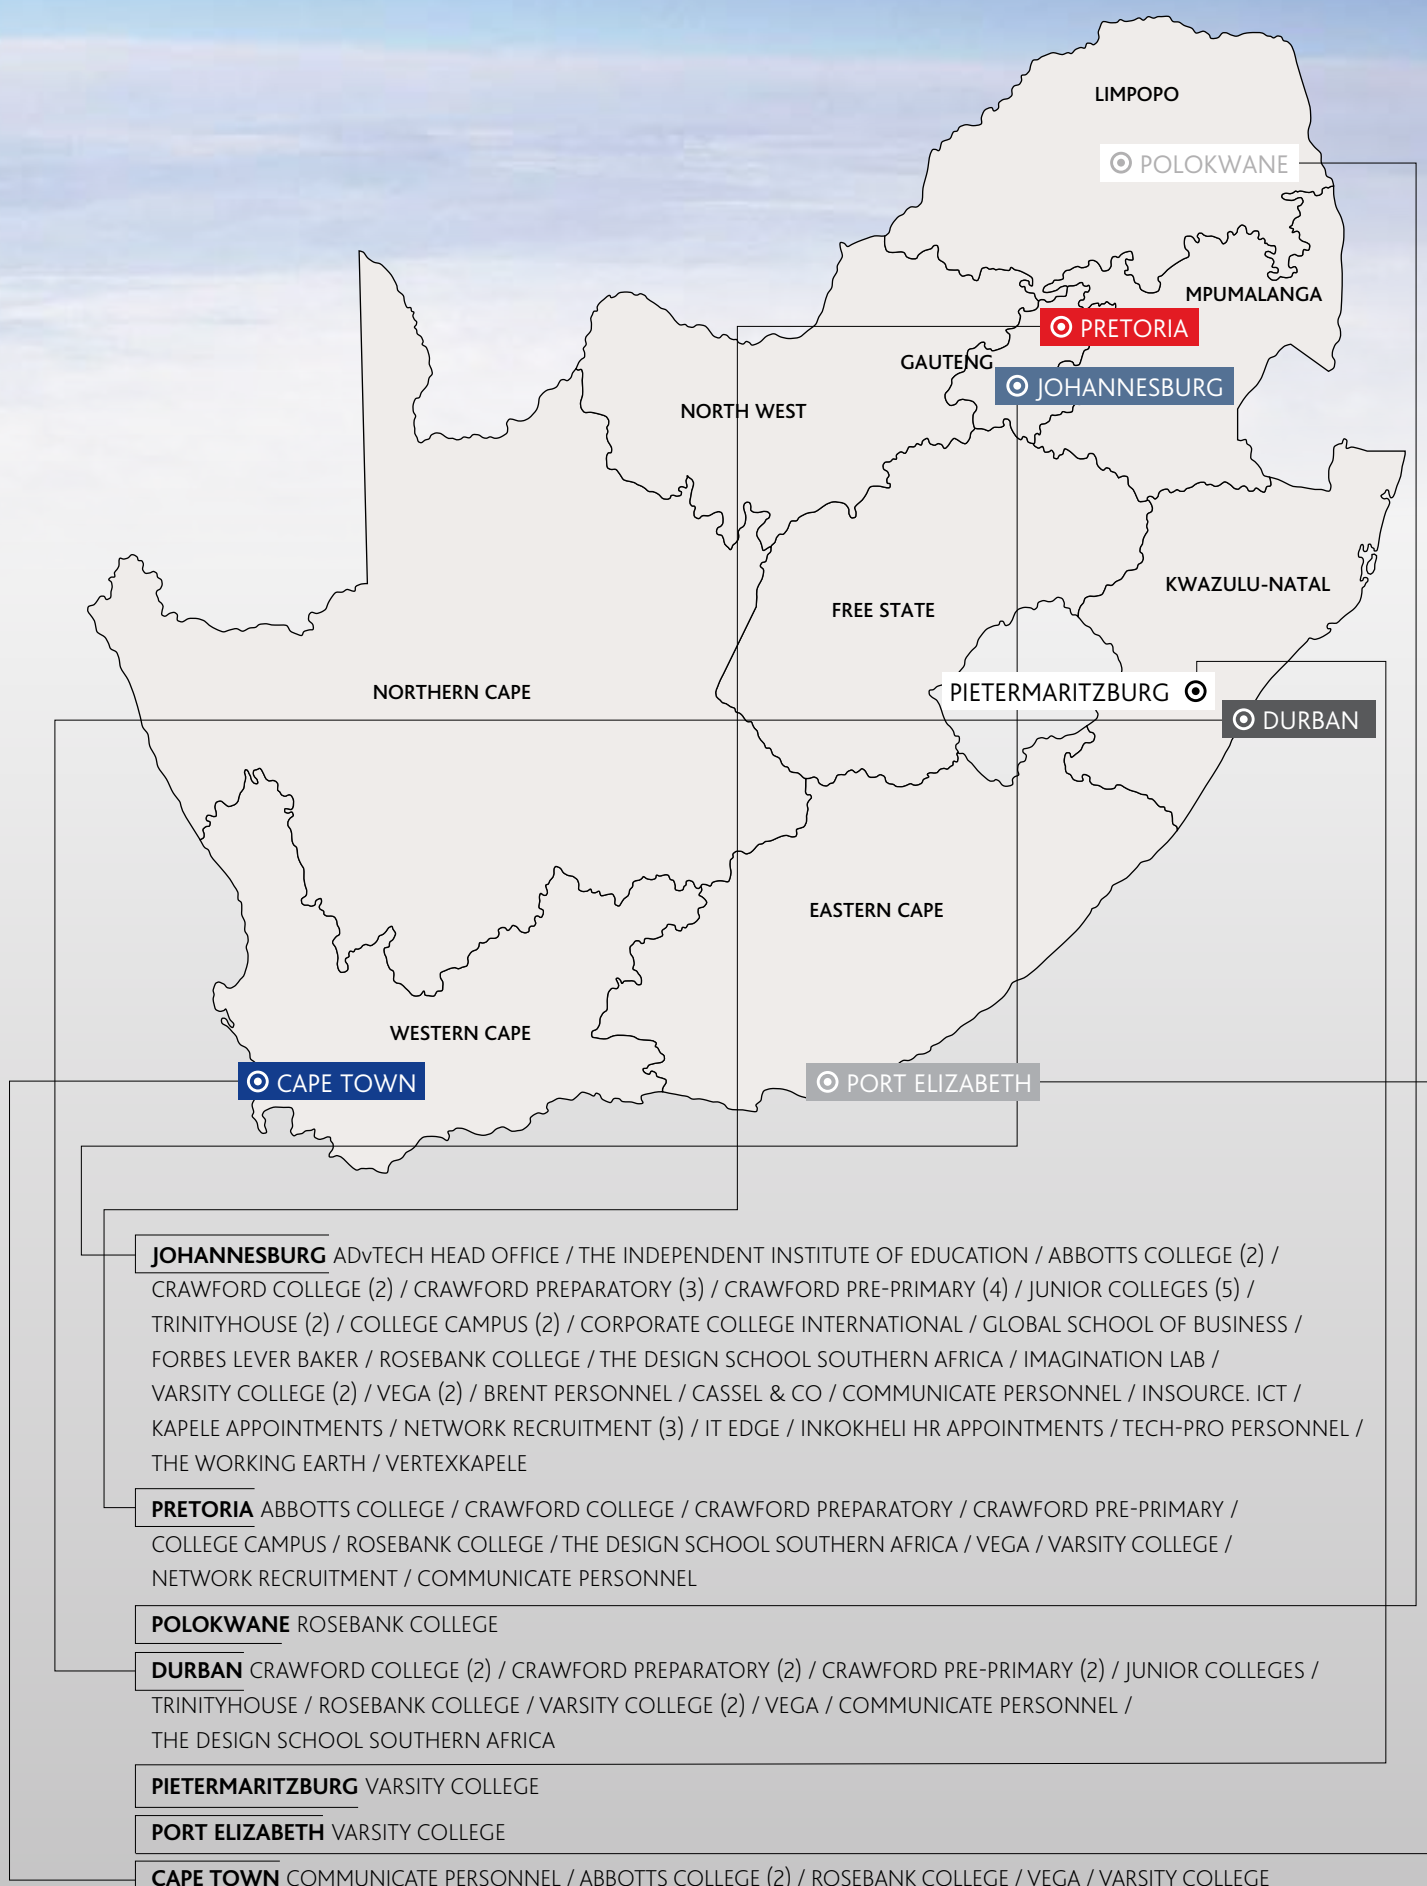 LIMPOPO
POLOKWANE
MPUMALANGA
PRETORIA
GAUTENG
JOHANNESBURG
NORTH WEST
KWAZULU-NATAL
FREE STATE
NORTHERN CAPE
PIETERMARITZBURG
DURBAN
EASTERN CAPE
WESTERN CAPE
CAPE TOWN
PORT ELIZABETH
JOHANNESBURG ADvTECH HEAD OFFICE / THE INDEPENDENT INSTITUTE OF EDUCATION / ABBOTTS COLLEGE (2) /
CRAWFORD COLLEGE (2) / CRAWFORD PREPARATORY (3) / CRAWFORD PRE-PRIMARY (4) / JUNIOR COLLEGES (5) /
TRINITYHOUSE (2) / COLLEGE CAMPUS (2) / CORPORATE COLLEGE INTERNATIONAL / GLOBAL SCHOOL OF BUSINESS /
FORBES LEVER BAKER / ROSEBANK COLLEGE / THE DESIGN SCHOOL SOUTHERN AFRICA / IMAGINATION LAB /
VARSITY COLLEGE (2) / VEGA (2) / BRENT PERSONNEL / CASSEL & CO / COMMUNICATE PERSONNEL / INSOURCE. ICT /
KAPELE APPOINTMENTS / NETWORK RECRUITMENT (3) / IT EDGE / INKOKHELI HR APPOINTMENTS / TECH-PRO PERSONNEL /
THE WORKING EARTH / VERTEXKAPELE
PRETORIA ABBOTTS COLLEGE / CRAWFORD COLLEGE / CRAWFORD PREPARATORY / CRAWFORD PRE-PRIMARY /
COLLEGE CAMPUS / ROSEBANK COLLEGE / THE DESIGN SCHOOL SOUTHERN AFRICA / VEGA / VARSITY COLLEGE /
NETWORK RECRUITMENT / COMMUNICATE PERSONNEL
POLOKWANE ROSEBANK COLLEGE
DURBAN CRAWFORD COLLEGE (2) / CRAWFORD PREPARATORY (2) / CRAWFORD PRE-PRIMARY (2) / JUNIOR COLLEGES /
TRINITYHOUSE / ROSEBANK COLLEGE / VARSITY COLLEGE (2) / VEGA / COMMUNICATE PERSONNEL /
THE DESIGN SCHOOL SOUTHERN AFRICA
PIETERMARITZBURG VARSITY COLLEGE
PORT ELIZABETH VARSITY COLLEGE
CAPE TOWN COMMUNICATE PERSONNEL / ABBOTTS COLLEGE (2) / ROSEBANK COLLEGE / VEGA / VARSITY COLLEGE